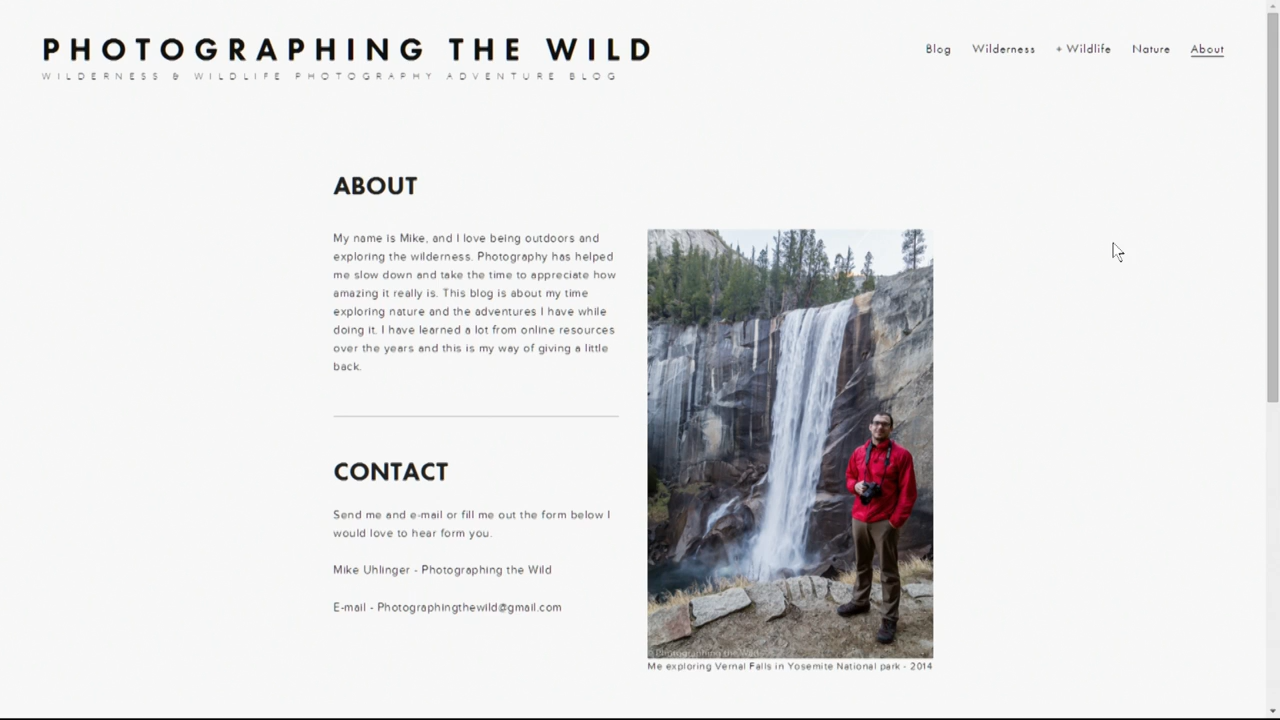 PHOTOGRAPHING THE WILD
WILDERNESS & WILDLIFE PHOTOGRAPHY ADVENTURE BLOG
Blog Wilderness + Wildlife Nature About
ABOUT
My name is Mike, and I love being outdoors and
exploring the wilderness. Photography has helped
me slow down and take the time to appreciate how
amazing it really is. This blog is about my time
exploring nature and the adventures I have while
doing it. I have learned a lot from online resources
over the years and this is my way of giving a little
back.
CONTACT
Send me and e-mail or fill me out the form below I
would love to hear form you.
Mike Uhlinger - Photographing the Wild
E-mail - Photographingthewild@gmail.com
© Photographing the Wild
Me exploring Vernal Falls in Yosemite National park - 2014